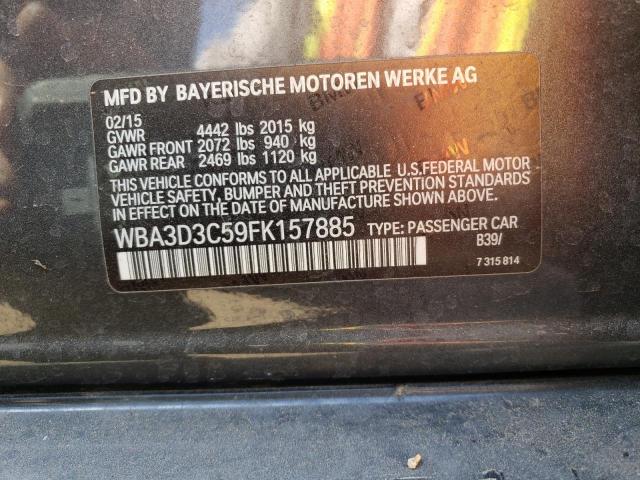 MFD BY BAYERISCHE MOTOREN WERKE AG
02/15
GVWR 4442 lbs 2015 kg
GAWR FRONT 2072 lbs 940 kg
GAWR REAR 2469 lbs 1120 kg
THIS VEHICLE CONFORMS TO ALL APPLICABLE U.S.FEDERAL MOTOR
VEHICLE SAFETY, BUMPER AND THEFT PREVENTION STANDARDS
IN EFFECT ON THE DATE OF MANUFACTURE SHOWN ABOVE.
WBA3D3C59FK157885 TYPE: PASSENGER CAR
B39/
7 315 814